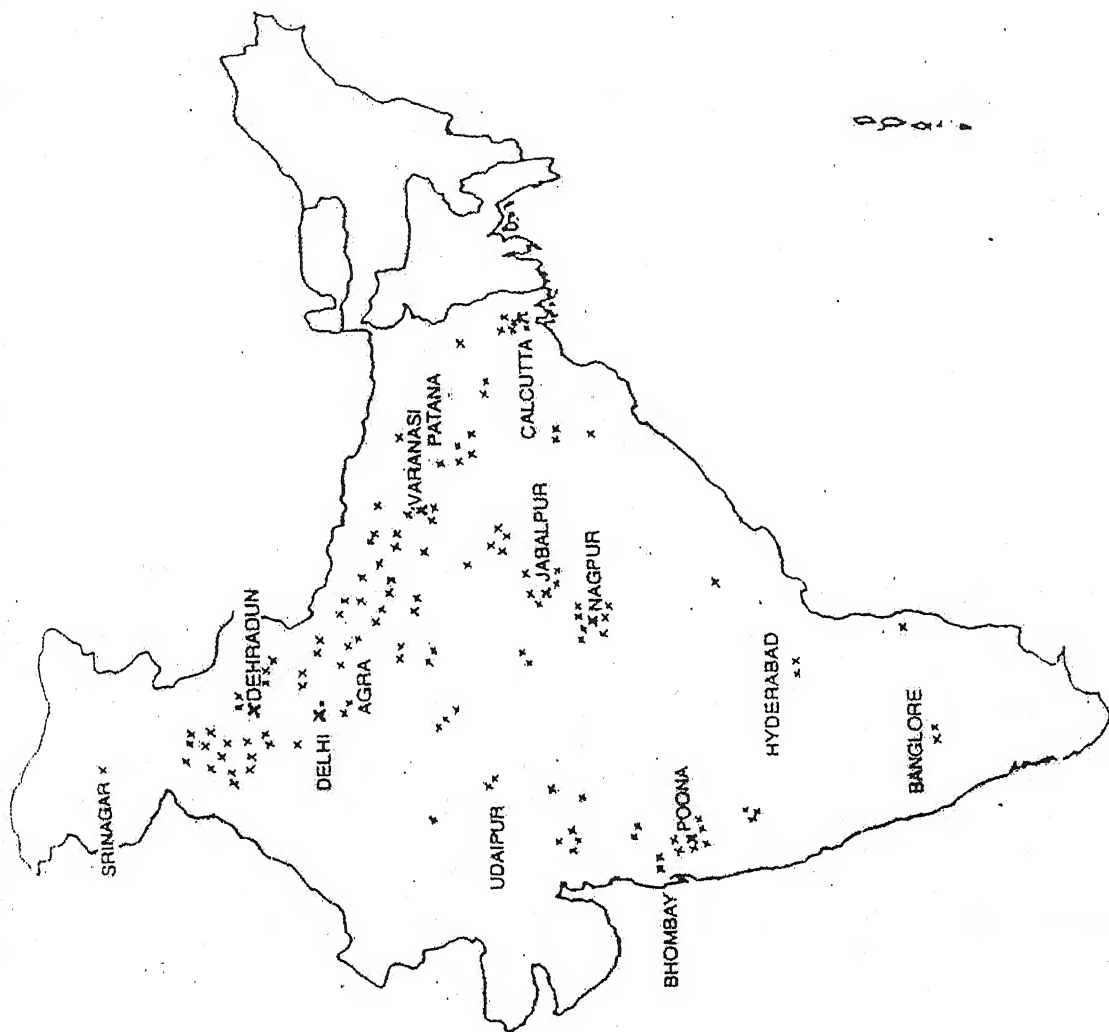 SRINAGAR
DEHRADUN
DELHI
AGRA
VARANASI
PATANA
UDAIPUR
CALCUTTA
JABALPUR
NAGPUR
BHOMBAY
POONA
HYDERABAD
BANGLORE